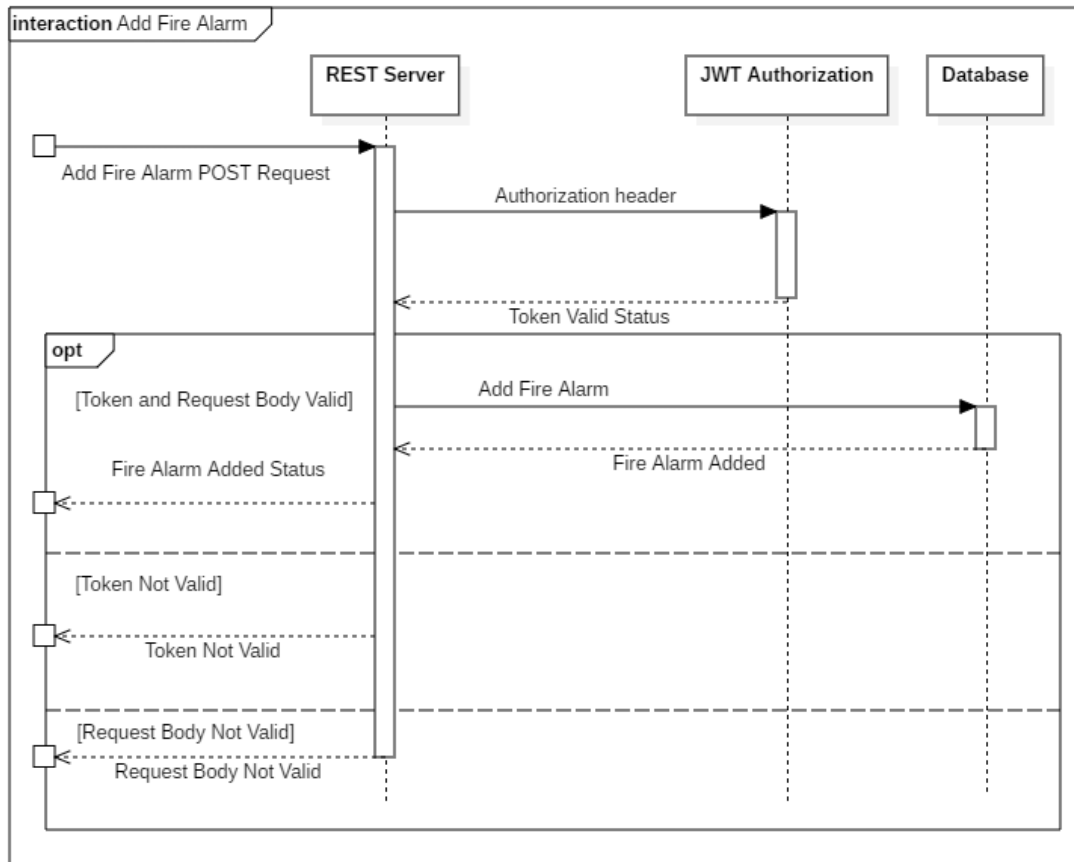 interaction Add Fire Alarm
REST Server
JWT Authorization
Database
Add Fire Alarm POST Request
Authorization header
Token Valid Status
opt
[Token and Request Body Valid]
Add Fire Alarm
Fire Alarm Added
Fire Alarm Added Status
[Token Not Valid]
Token Not Valid
[Request Body Not Valid]
Request Body Not Valid